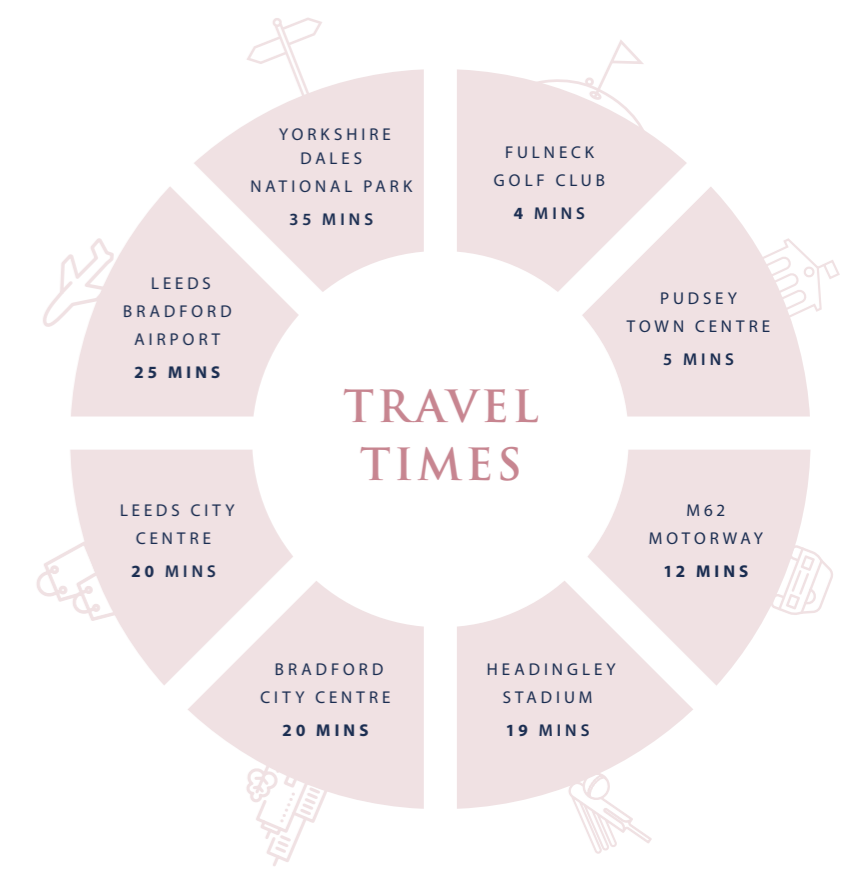 TRAVEL
TIMES
FULNECK
GOLF CLUB
4 MINS
PUDSEY
TOWN CENTRE
5 MINS
M62
MOTORWAY
12 MINS
HEADINGLEY
STADIUM
19 MINS
BRADFORD
CITY CENTRE
20 MINS
LEEDS CITY
CENTRE
20 MINS
LEEDS
BRADFORD
AIRPORT
25 MINS
YORKSHIRE
DALES
NATIONAL PARK
35 MINS